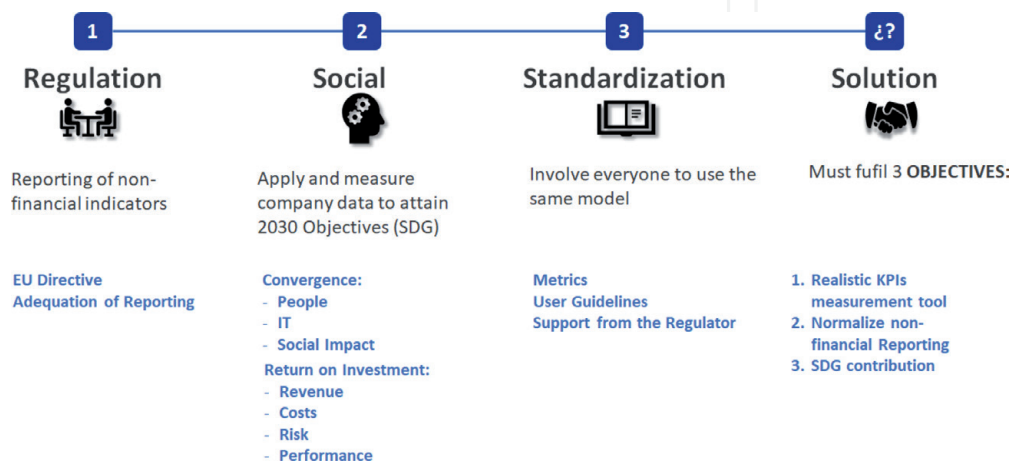 1
2
3
¿?
Regulation
Social
Standardization
Solution
Reporting of non-
financial indicators
Apply and measure
company data to attain
2030 Objectives (SDG)
Involve everyone to use the
same model
Must fufil 3 OBJECTIVES:
EU Directive
Adequation of Reporting
Convergence:
- People
- IT
- Social Impact
Return on Investment:
- Revenue
- Costs
- Risk
- Performance
Metrics
User Guidelines
Support from the Regulator
1. Realistic KPIs
measurement tool
2. Normalize non-
financial Reporting
3. SDG contribution